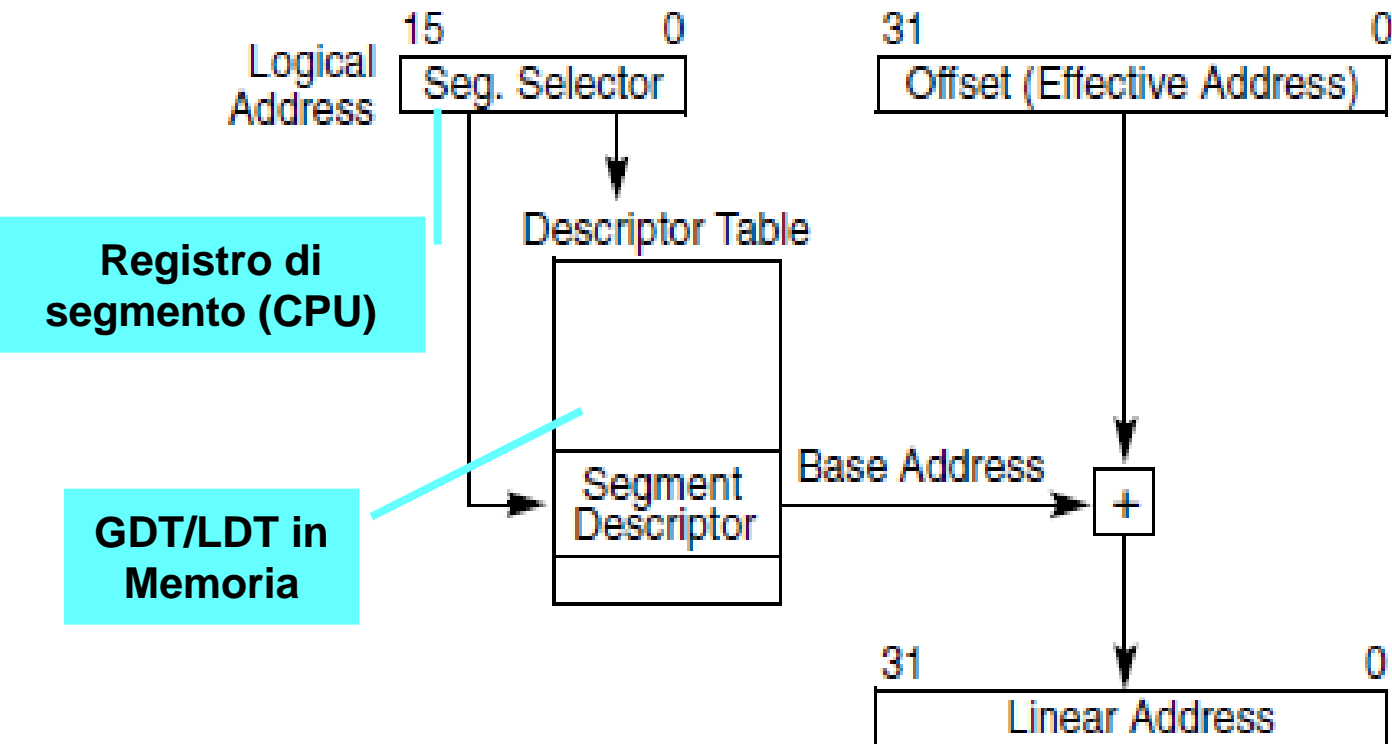 15 0
31 0
Logical
Address
Seg. Selector
Offset (Effective Address)
Registro di
segmento (CPU)
Descriptor Table
Segment
Descriptor
Base Address
+
GDT/LDT in
Memoria
31 0
Linear Address